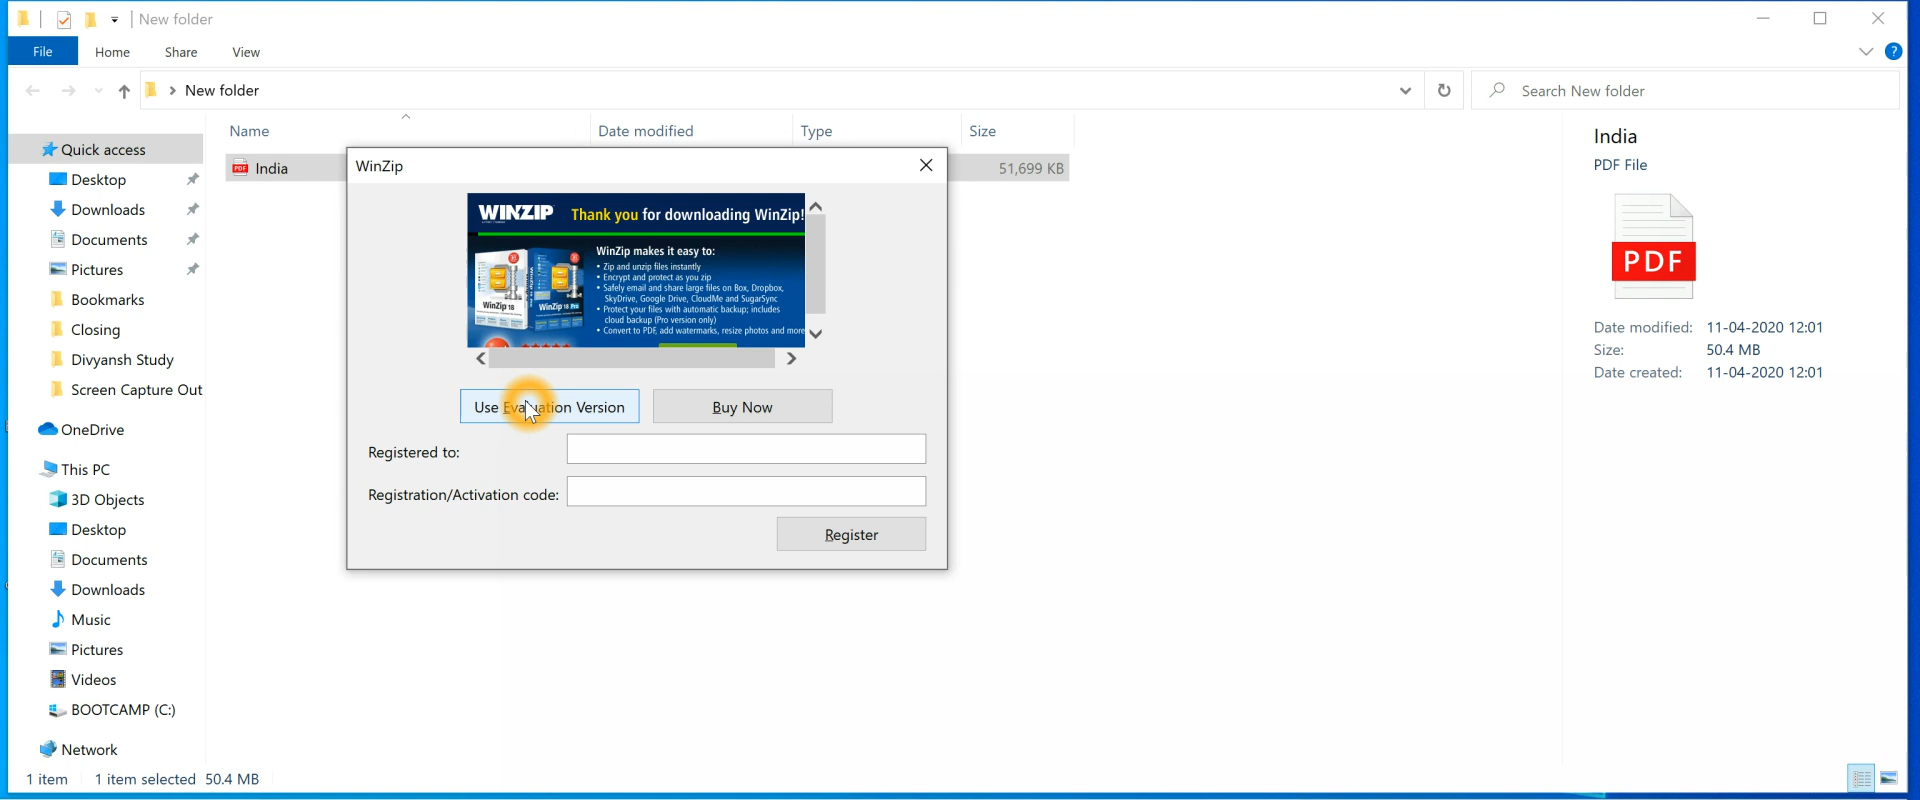 New folder
File Home Share View
New folder
Search New folder
Name Date modified Type Size
Quick access
Desktop
Downloads
Documents
Pictures
Bookmarks
Closing
Divyansh Study
Screen Capture Out
OneDrive
This PC
3D Objects
Desktop
Documents
Downloads
Music
Pictures
Videos
BOOTCAMP (C:)
Network
PDF India 51,699 KB
WinZip
WINZIP Thank you for downloading WinZip!
WinZip makes it easy to:
• Zip and unzip files instantly
• Encrypt and protect as you zip
• Safely email and share large files on Box, Dropbox,
SkyDrive, Google Drive, CloudMe and SugarSync
• Protect your files with automatic backup; includes
cloud backup (Pro version only)
• Convert to PDF, add watermarks, resize photos and more
WinZip 18 WinZip 18 Pro
Use Evaluation Version Buy Now
Registered to:
Registration/Activation code:
Register
India
PDF File
PDF
Date modified: 11-04-2020 12:01
Size: 50.4 MB
Date created: 11-04-2020 12:01
1 item 1 item selected 50.4 MB